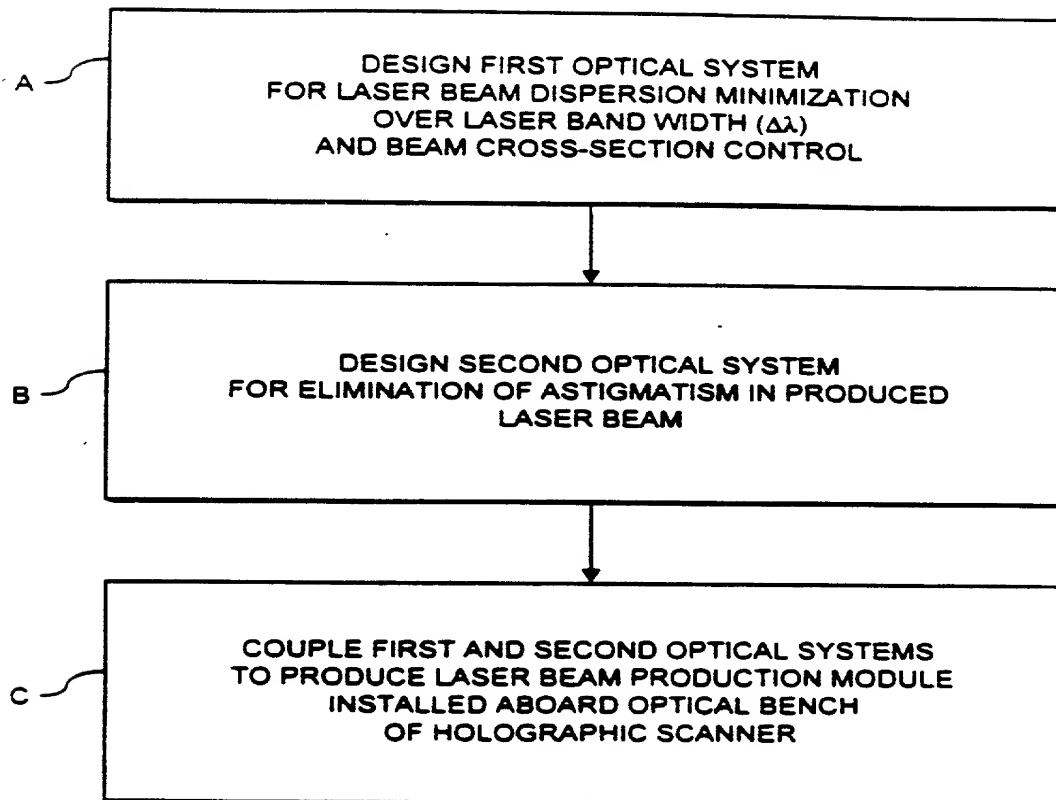 A
DESIGN FIRST OPTICAL SYSTEM
FOR LASER BEAM DISPERSION MINIMIZATION
OVER LASER BAND WIDTH (Δλ)
AND BEAM CROSS-SECTION CONTROL
B
DESIGN SECOND OPTICAL SYSTEM
FOR ELIMINATION OF ASTIGMATISM IN PRODUCED
LASER BEAM
C
COUPLE FIRST AND SECOND OPTICAL SYSTEMS
TO PRODUCE LASER BEAM PRODUCTION MODULE
INSTALLED ABOARD OPTICAL BENCH
OF HOLOGRAPHIC SCANNER